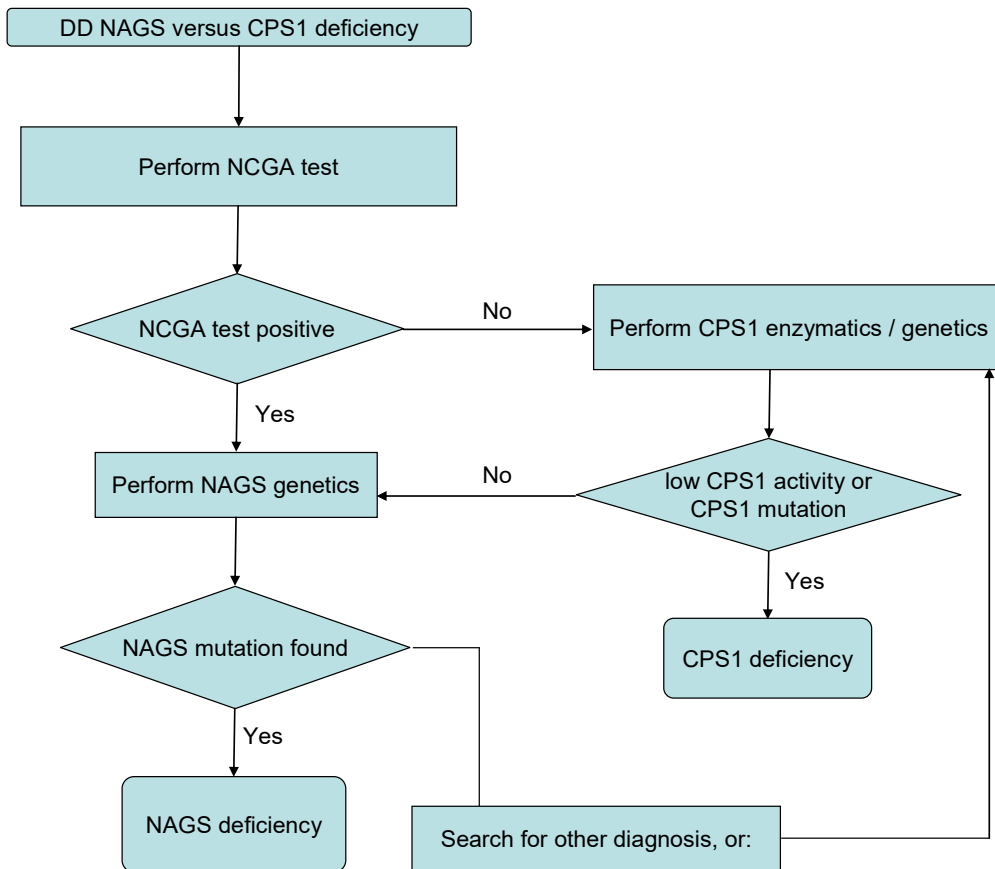 DD NAGS versus CPS1 deficiency
Perform NCGA test
NCGA test positive
No
Perform CPS1 enzymatics / genetics
Yes
Perform NAGS genetics
No
low CPS1 activity or
CPS1 mutation
Yes
NAGS mutation found
CPS1 deficiency
Yes
NAGS deficiency
Search for other diagnosis, or: